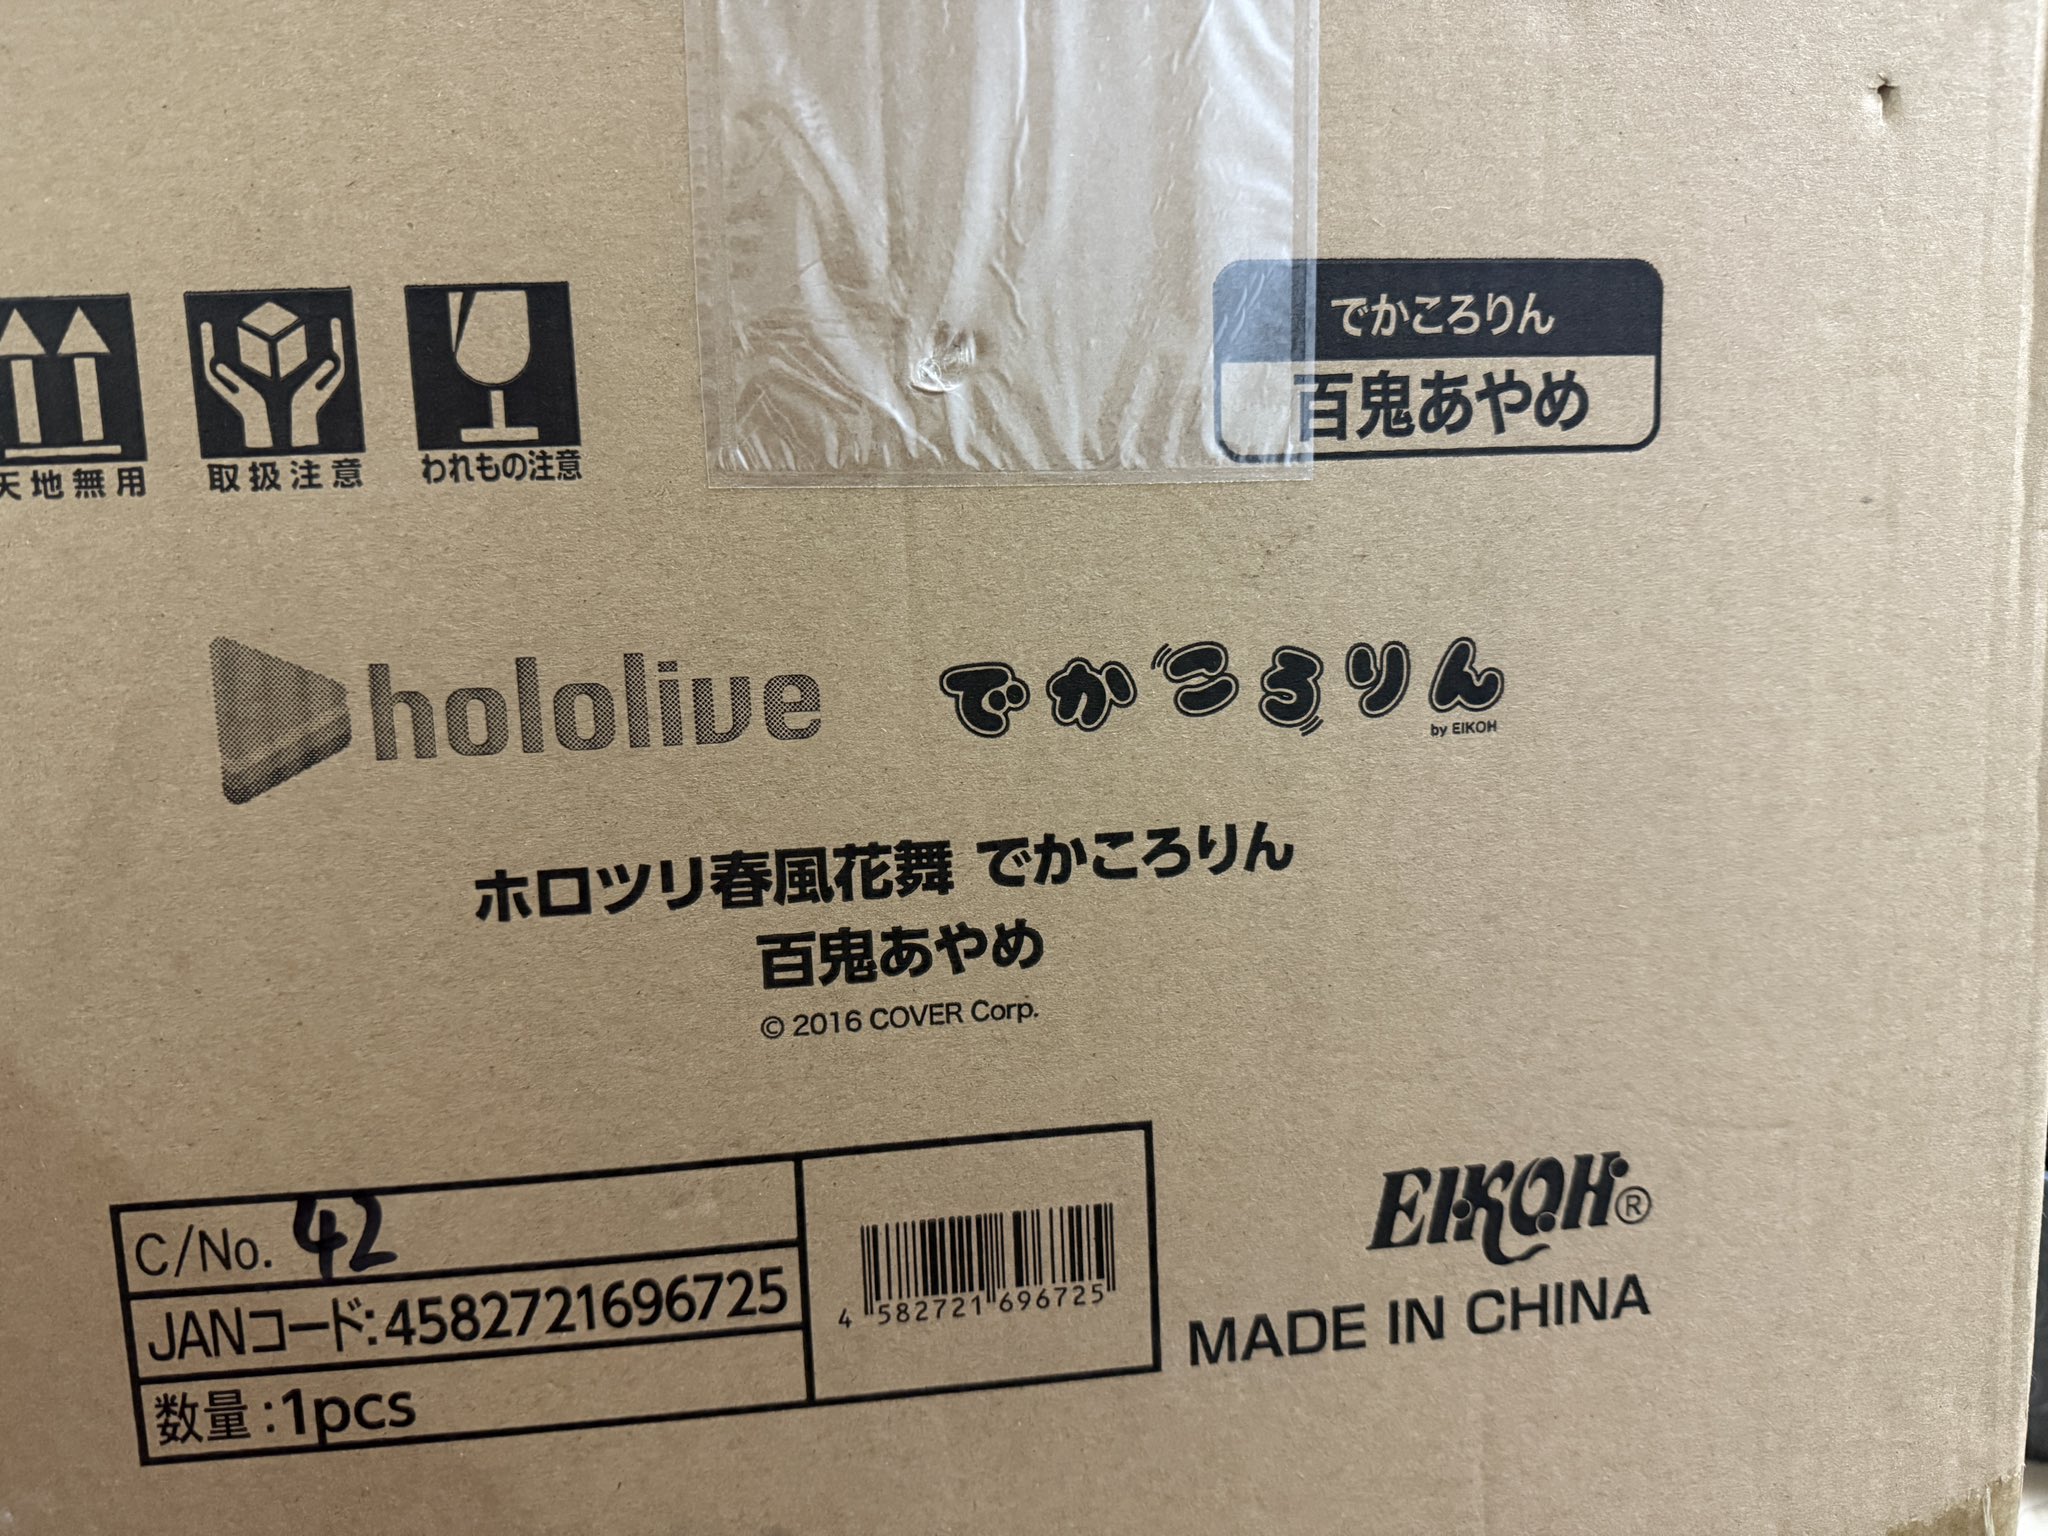 でかころりん
百鬼あやめ
天地無用
取扱注意
われもの注意
hololive
でかころりん
by EIKOH
ホロツリ春風花舞 でかころりん
百鬼あやめ
© 2016 COVER Corp.
C/No. 42
JANコード:4582721696725
数量:1pcs
4 582721 696725
EIKOH®
MADE IN CHINA